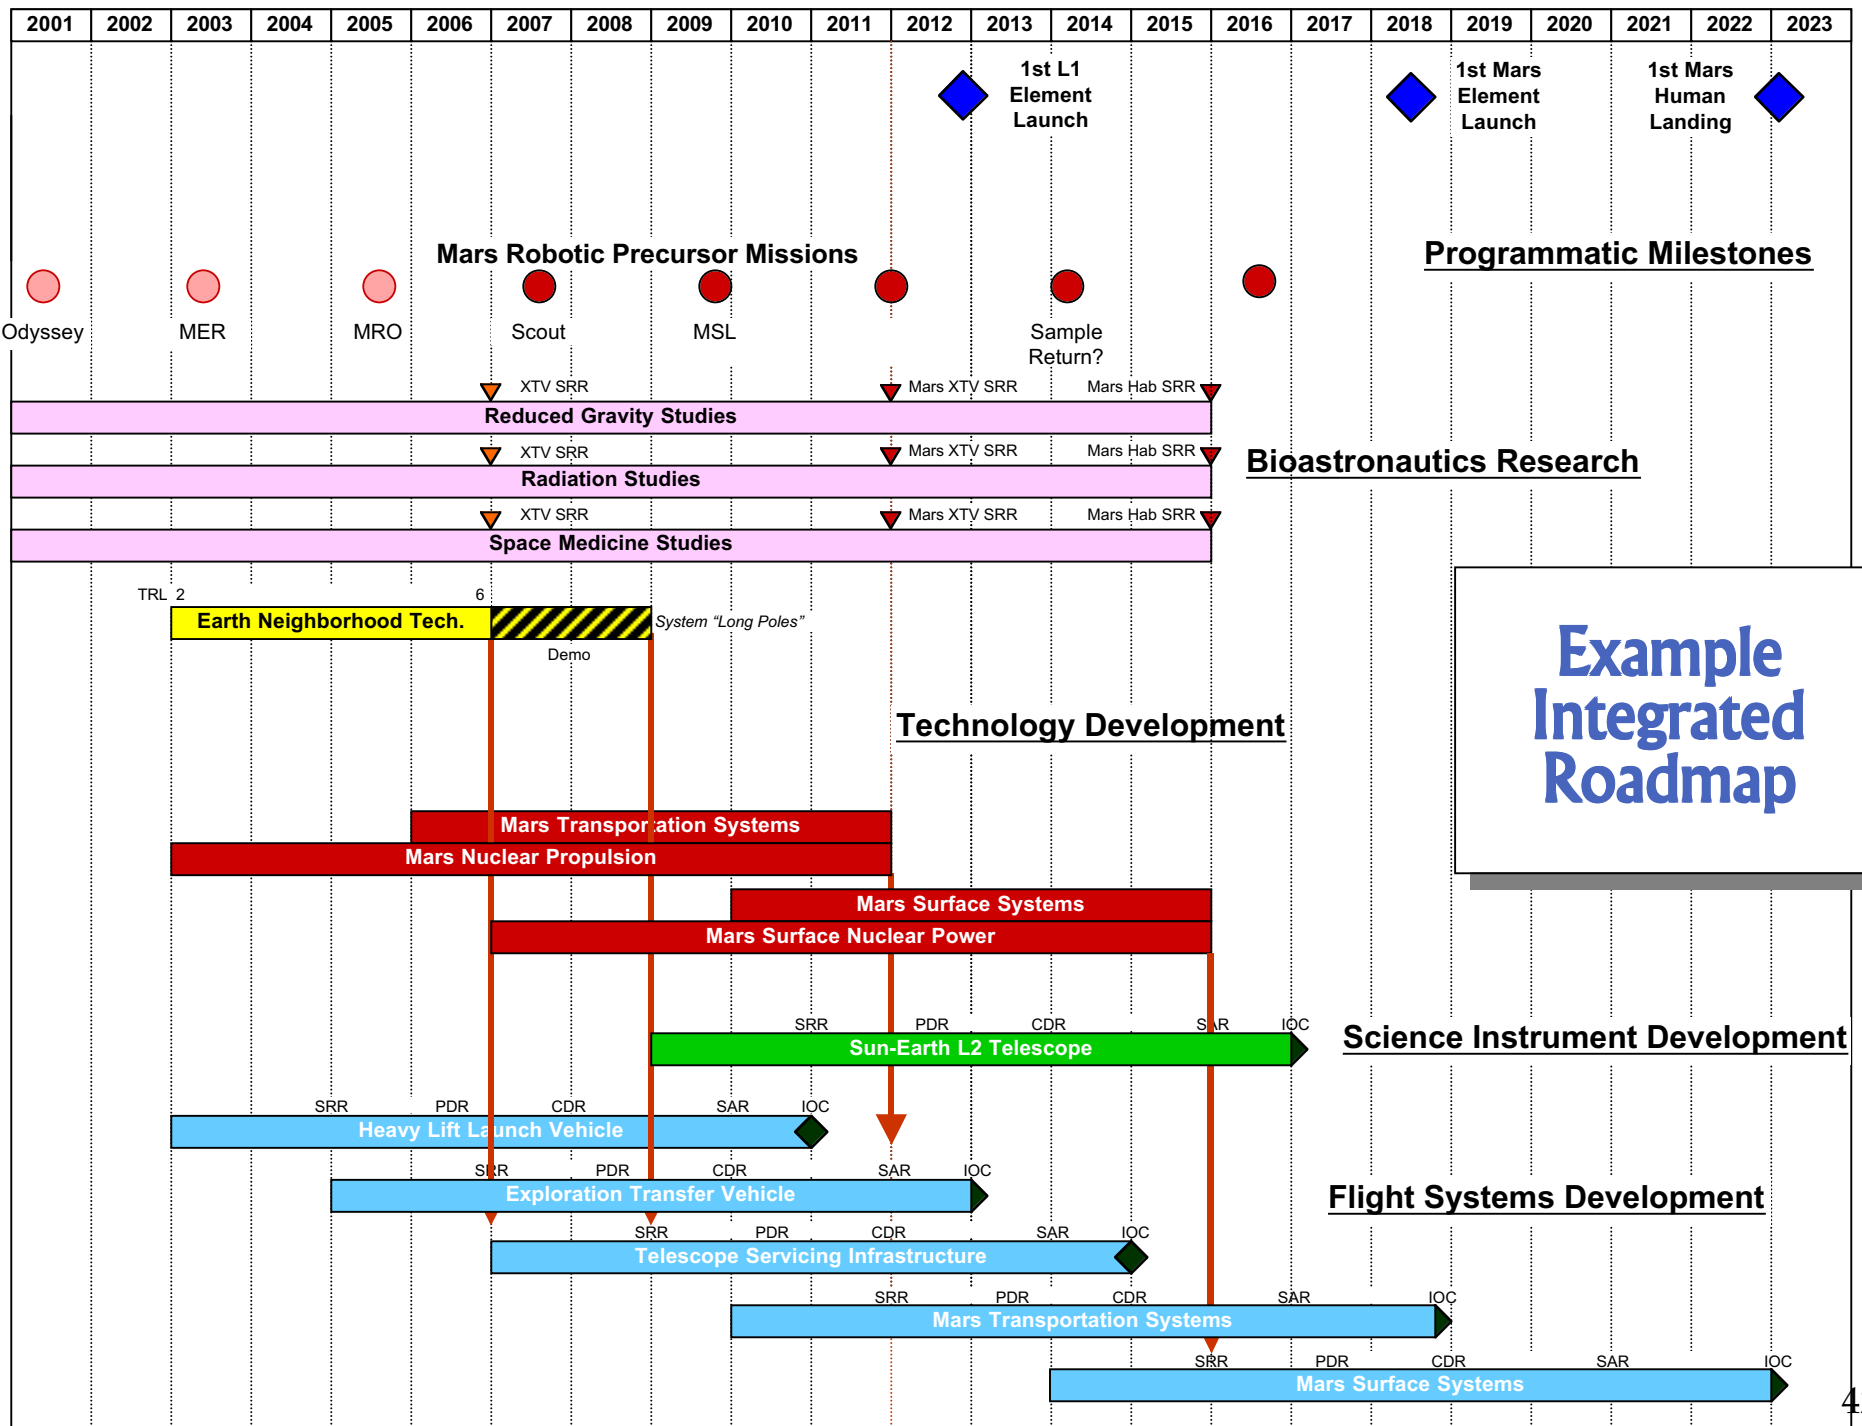 2001 2002 2003 2004 2005 2006 2007 2008 2009 2010 2011 2012 2013 2014 2015 2016 2017 2018 2019 2020 2021 2022 2023
1st L1
Element
Launch
1st Mars
Element
Launch
1st Mars
Human
Landing
Mars Robotic Precursor Missions
Programmatic Milestones
Odyssey MER MRO Scout MSL Sample
Return?
XTV SRR Mars XTV SRR Mars Hab SRR
Reduced Gravity Studies
XTV SRR Mars XTV SRR Mars Hab SRR
Bioastronautics Research
Radiation Studies
XTV SRR Mars XTV SRR Mars Hab SRR
Space Medicine Studies
TRL 2 6
Earth Neighborhood Tech.
System “Long Poles”
Demo
Example
Integrated
Roadmap
Technology Development
Mars Transportation Systems
Mars Nuclear Propulsion
Mars Surface Systems
Mars Surface Nuclear Power
SRR PDR CDR SAR IOC
Sun-Earth L2 Telescope
Science Instrument Development
SRR PDR CDR SAR IOC
Heavy Lift Launch Vehicle
SRR PDR CDR SAR IOC
Exploration Transfer Vehicle
Flight Systems Development
SRR PDR CDR SAR IOC
Telescope Servicing Infrastructure
SRR PDR CDR SAR IOC
Mars Transportation Systems
SRR PDR CDR SAR IOC
Mars Surface Systems